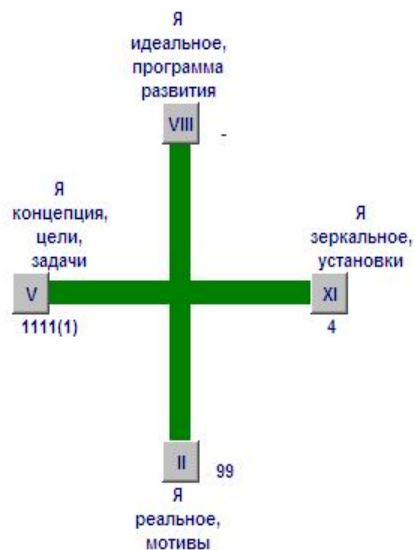 Я
идеальное,
программа
развития
VIII
-
Я
концепция,
цели,
задачи
V
1111(1)
Я
зеркальное,
установки
XI
4
II
99
Я
реальное,
мотивы